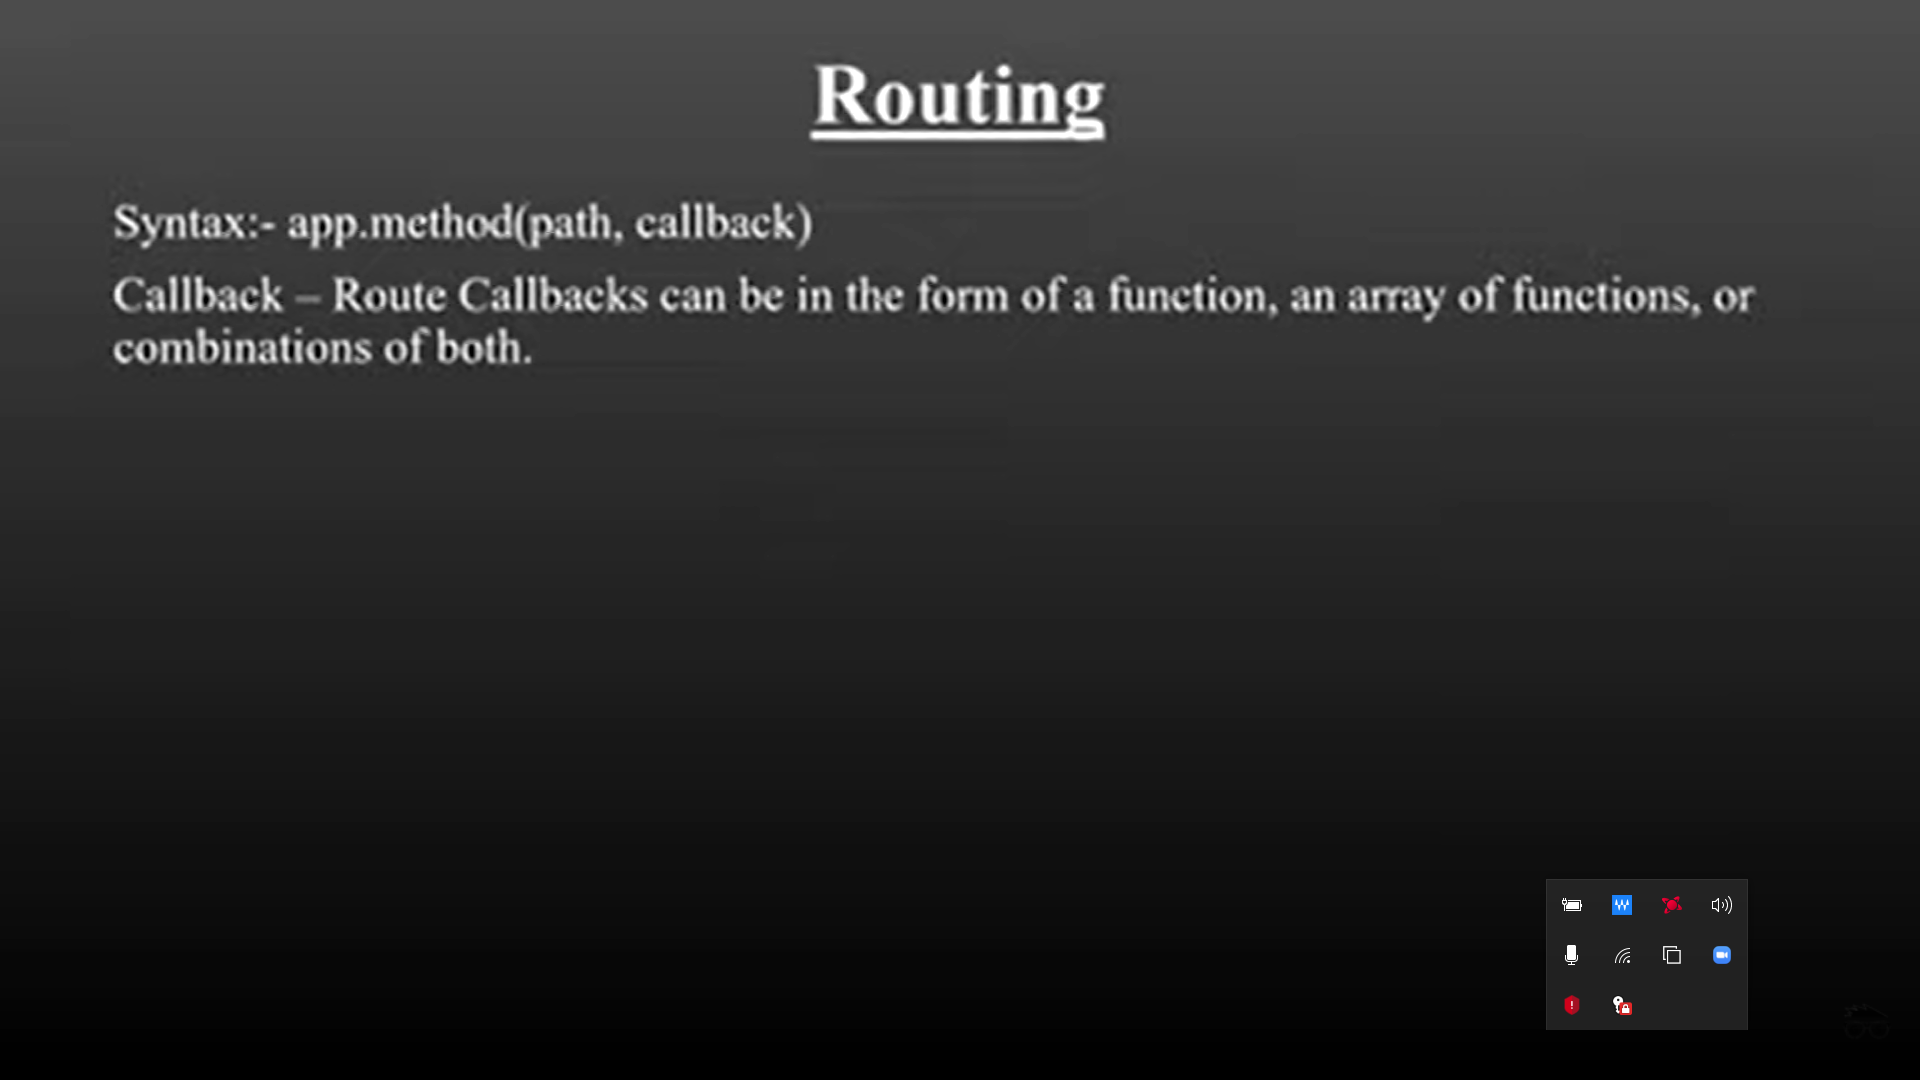 Routing
Syntax:- app.method(path, callback)
Callback – Route Callbacks can be in the form of a function, an array of functions, or
combinations of both.